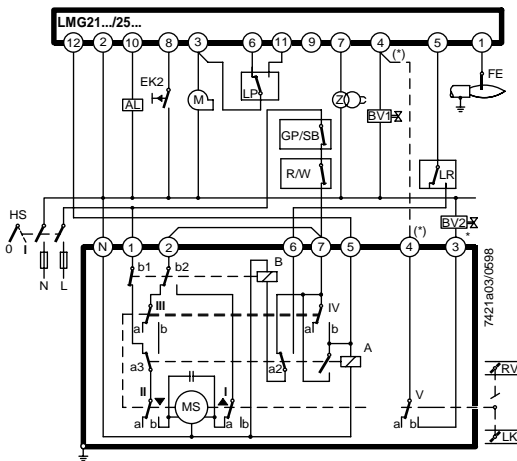 LMG21.../25...
12 2 10 8 3 6 11 9 7 4 (*) 5 1
EK2
FE
AL
M
LP
Z
BV1
GP/SB
R/W
LR
HS
0 I
BV2
*
N L
N 1 2 6 7 5 4 (*) 3
b1 b2
B
III
IV
a b
a b
A
a3
a2
II
I
V
MS
a b
a b
a b
RV
LK
7421a03/0598